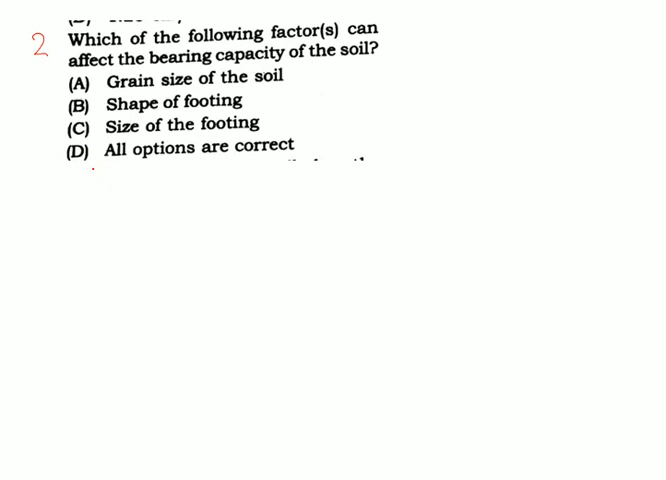 2 Which of the following factor(s) can
affect the bearing capacity of the soil?
(A) Grain size of the soil
(B) Shape of footing
(C) Size of the footing
(D) All options are correct